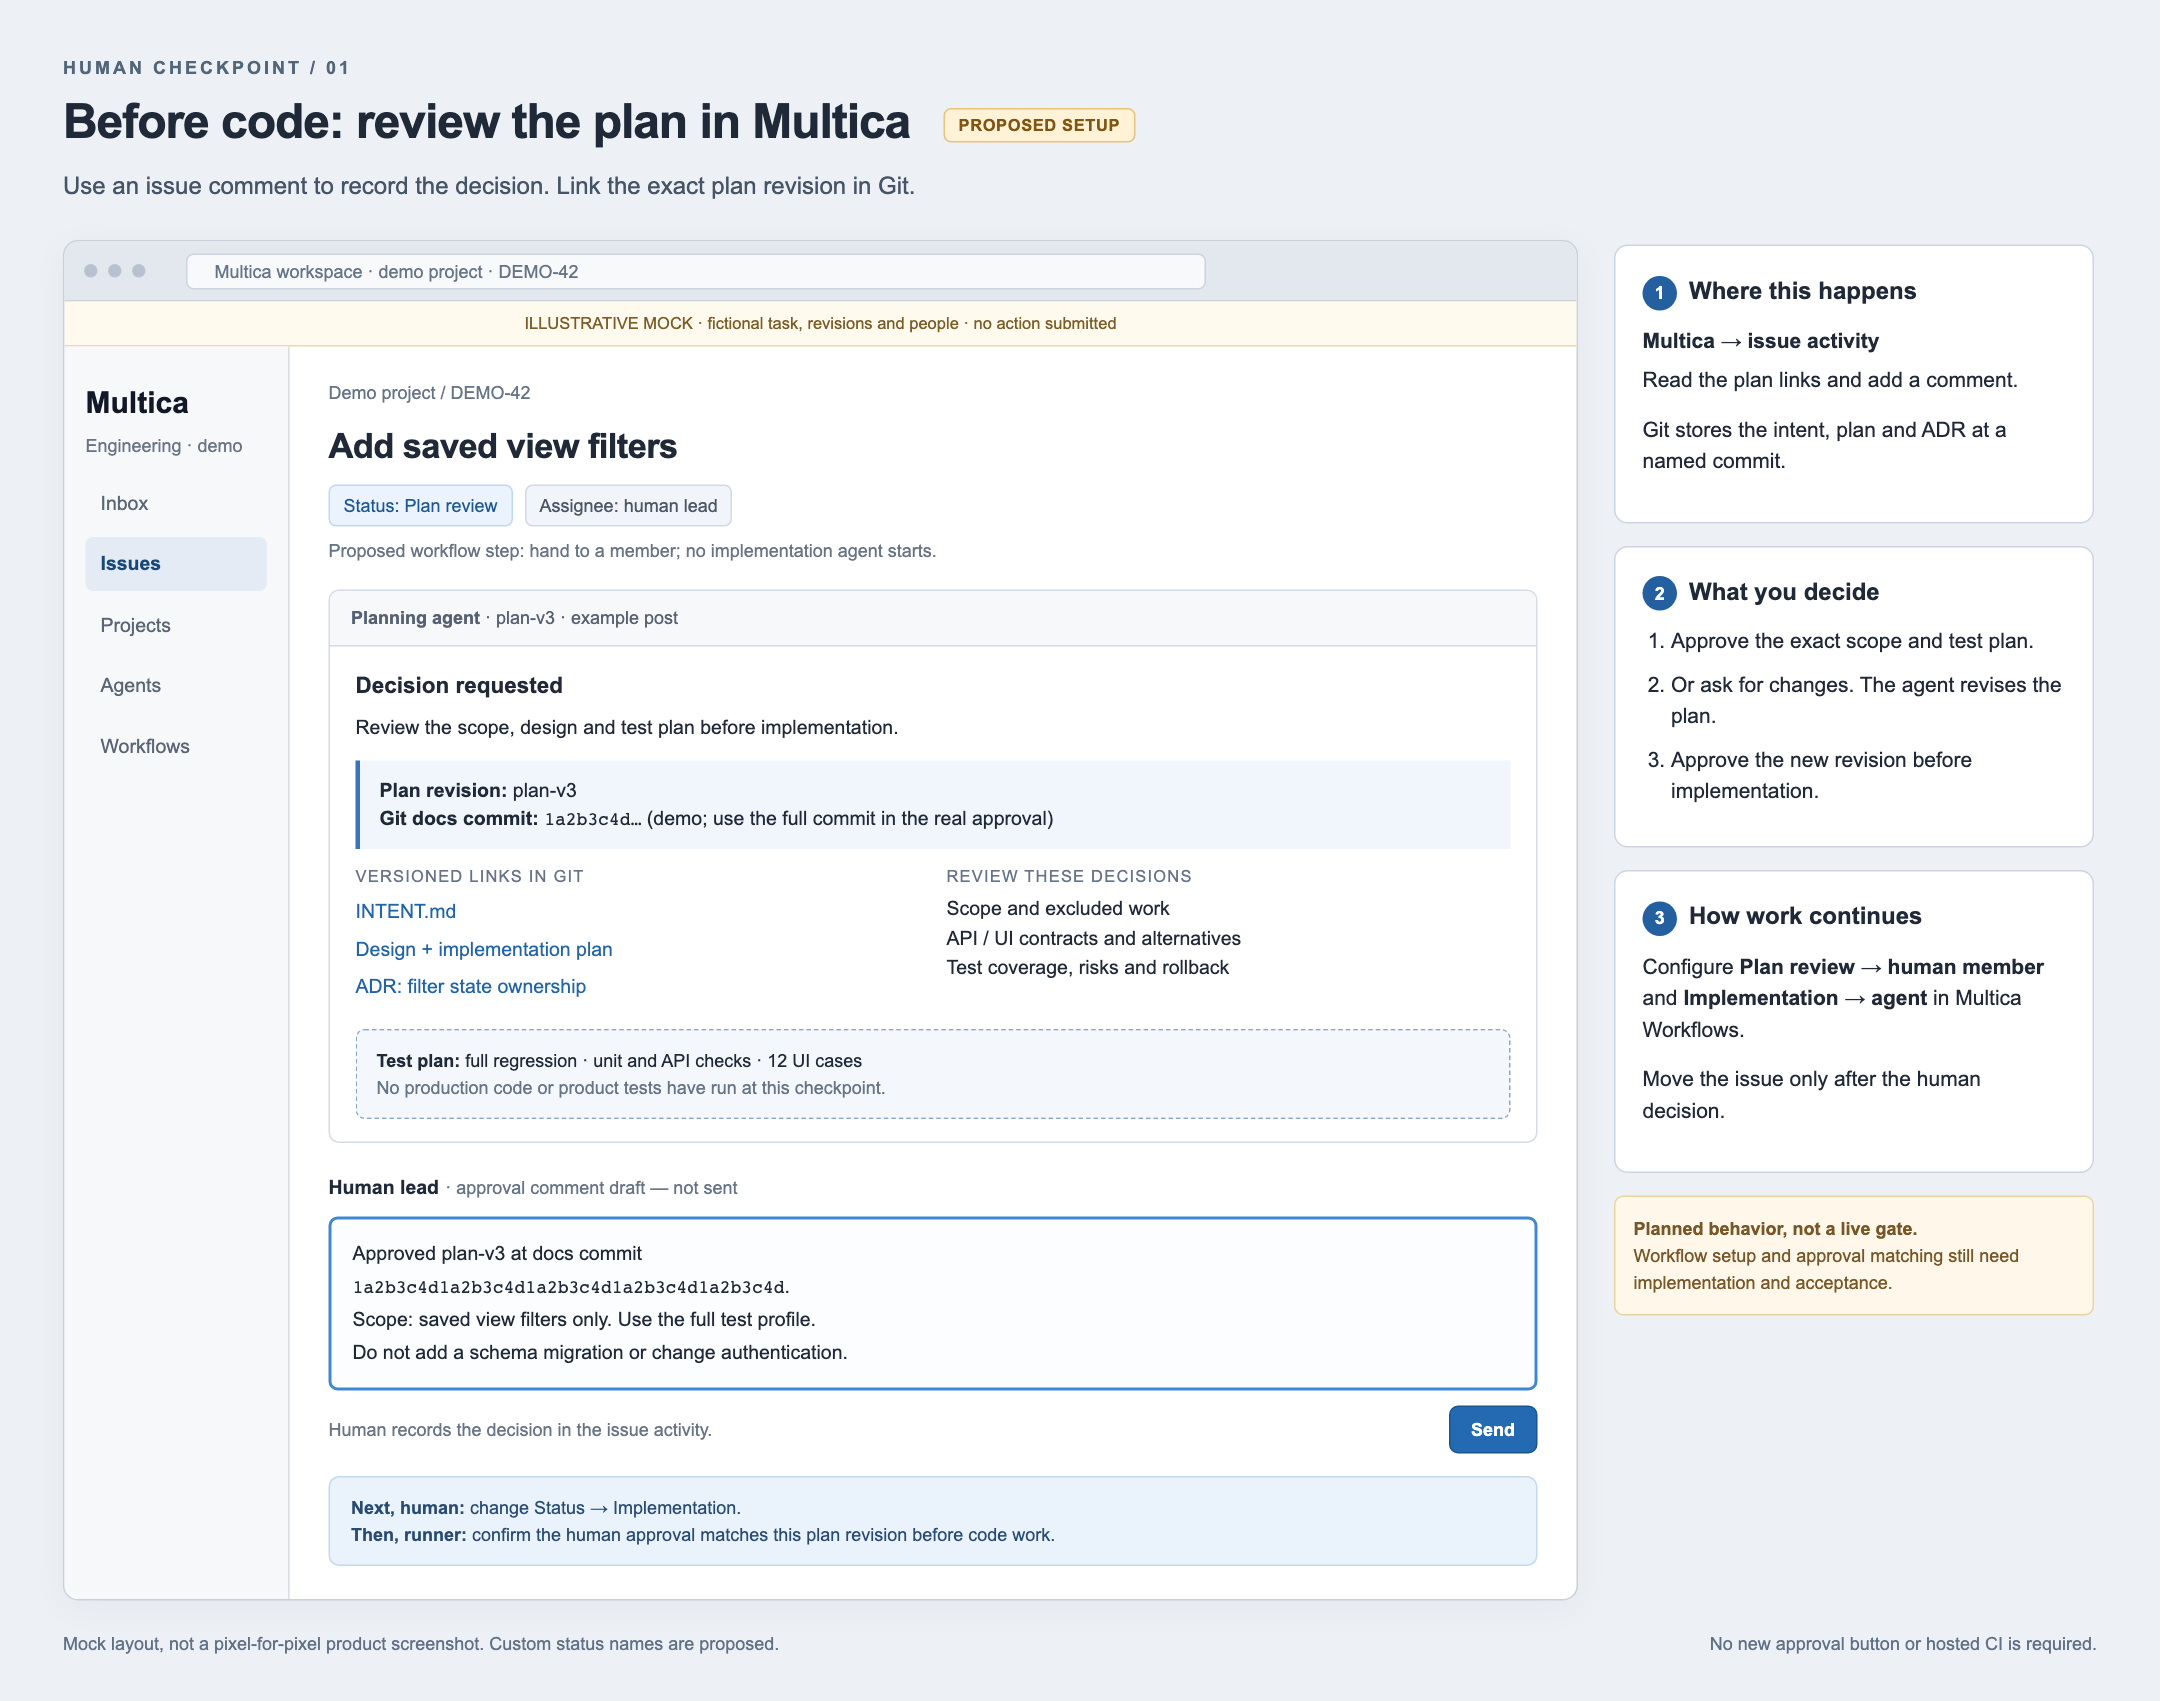 HUMAN CHECKPOINT / 01
Before code: review the plan in Multica
PROPOSED SETUP
Use an issue comment to record the decision. Link the exact plan revision in Git.
Multica workspace · demo project · DEMO-42
ILLUSTRATIVE MOCK · fictional task, revisions and people · no action submitted
Multica
Engineering · demo
Inbox
Issues
Projects
Agents
Workflows
Demo project / DEMO-42
Add saved view filters
Status: Plan review
Assignee: human lead
Proposed workflow step: hand to a member; no implementation agent starts.
Planning agent · plan-v3 · example post
Decision requested
Review the scope, design and test plan before implementation.
Plan revision: plan-v3
Git docs commit: 1a2b3c4d… (demo; use the full commit in the real approval)
VERSIONED LINKS IN GIT
INTENT.md
Design + implementation plan
ADR: filter state ownership
REVIEW THESE DECISIONS
Scope and excluded work
API / UI contracts and alternatives
Test coverage, risks and rollback
Test plan: full regression · unit and API checks · 12 UI cases
No production code or product tests have run at this checkpoint.
Human lead · approval comment draft — not sent
Approved plan-v3 at docs commit
1a2b3c4d1a2b3c4d1a2b3c4d1a2b3c4d1a2b3c4d.
Scope: saved view filters only. Use the full test profile.
Do not add a schema migration or change authentication.
Human records the decision in the issue activity.
Send
Next, human: change Status → Implementation.
Then, runner: confirm the human approval matches this plan revision before code work.
1 Where this happens
Multica → issue activity
Read the plan links and add a comment.
Git stores the intent, plan and ADR at a
named commit.
2 What you decide
1. Approve the exact scope and test plan.
2. Or ask for changes. The agent revises the
plan.
3. Approve the new revision before
implementation.
3 How work continues
Configure Plan review → human member
and Implementation → agent in Multica
Workflows.
Move the issue only after the human
decision.
Planned behavior, not a live gate.
Workflow setup and approval matching still need
implementation and acceptance.
Mock layout, not a pixel-for-pixel product screenshot. Custom status names are proposed.
No new approval button or hosted CI is required.